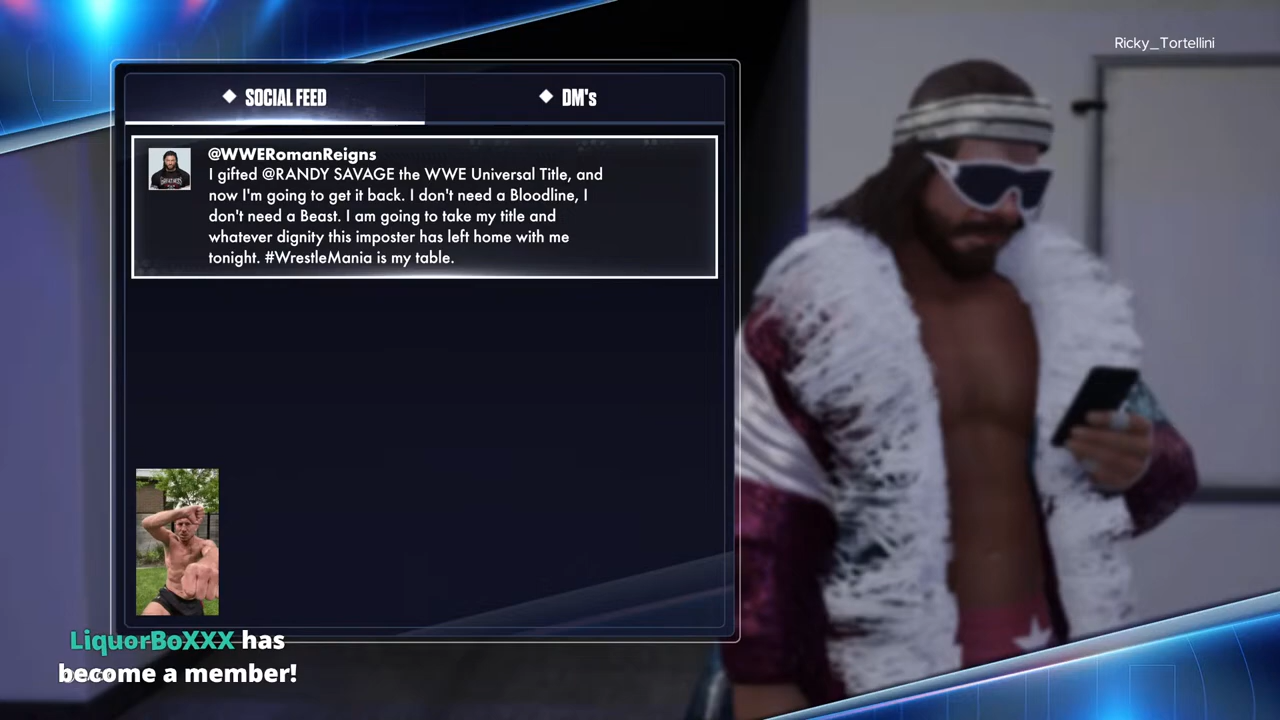 Ricky_Tortellini
SOCIAL FEED
DM's
@WWERomanReigns
I gifted @RANDY SAVAGE the WWE Universal Title, and
now I'm going to get it back. I don't need a Bloodline, I
don't need a Beast. I am going to take my title and
whatever dignity this imposter has left home with me
tonight. #WrestleMania is my table.
LiquorBoXXX has
become a member!